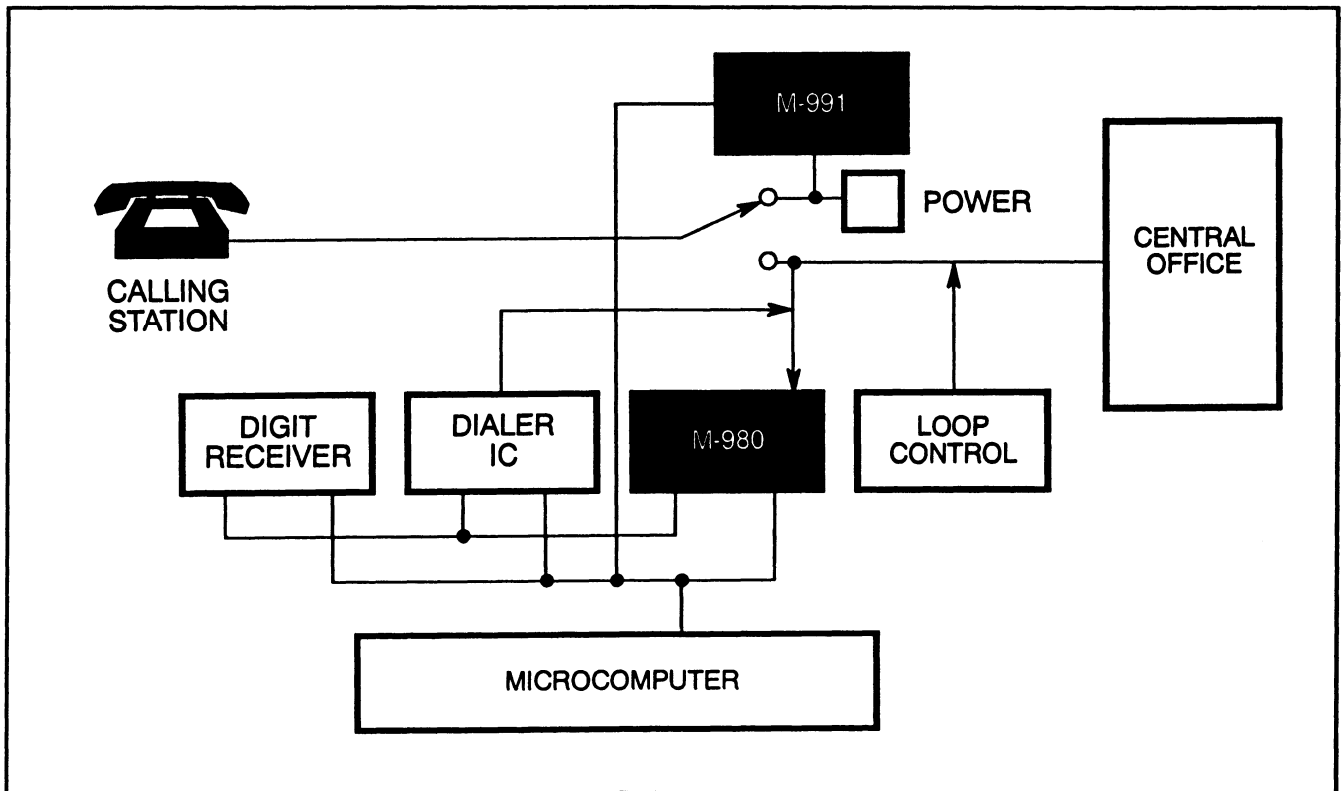 M-991
POWER
CENTRAL
OFFICE
CALLING
STATION
DIGIT
RECEIVER
DIALER
IC
M-980
LOOP
CONTROL
MICROCOMPUTER